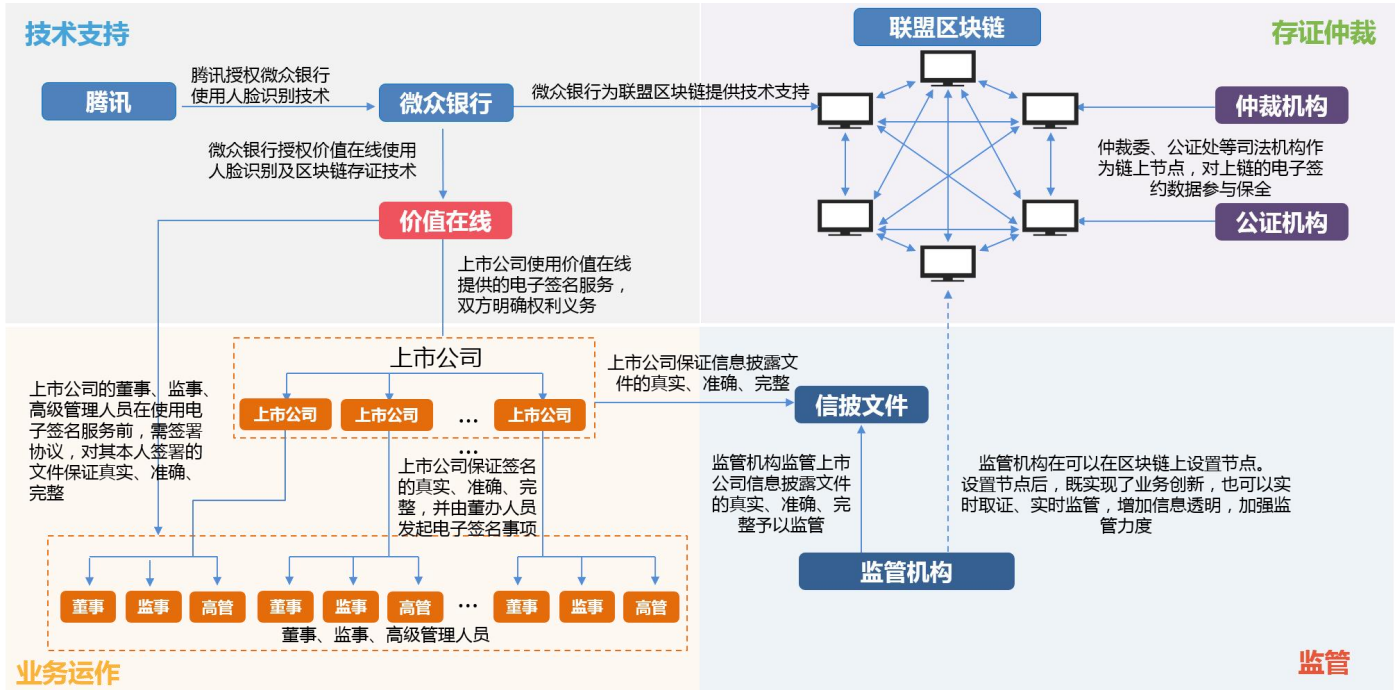 技术支持
腾讯
腾讯授权微众银行
使用人脸识别技术
微众银行
微众银行为联盟区块链提供技术支持
微众银行授权价值在线使用
人脸识别及区块链存证技术
价值在线
上市公司使用价值在线
提供的电子签名服务，
双方明确权利义务
联盟区块链
存证仲裁
仲裁机构
仲裁委、公证处等司法机构作
为链上节点，对上链的电子签
约数据参与保全
公证机构
上市公司的董事、监事、
高级管理人员在使用电
子签名服务前，需签署
协议，对其本人签署的
文件保证真实、准确、
完整
上市公司
上市公司
上市公司
...
上市公司
...
上市公司保证签名
的真实、准确、完
整，并由董办人员
发起电子签名事项
董事
监事
高管
董事
监事
高管
...
董事
监事
高管
董事、监事、高级管理人员
业务运作
上市公司保证信息披露文
件的真实、准确、完整
信披文件
监管机构监管上市
公司信息披露文件
的真实、准确、完
整予以监管
监管机构在可以在区块链上设置节点。
设置节点后，既实现了业务创新，也可以实
时取证、实时监管，增加信息透明，加强监
管力度
监管机构
监管